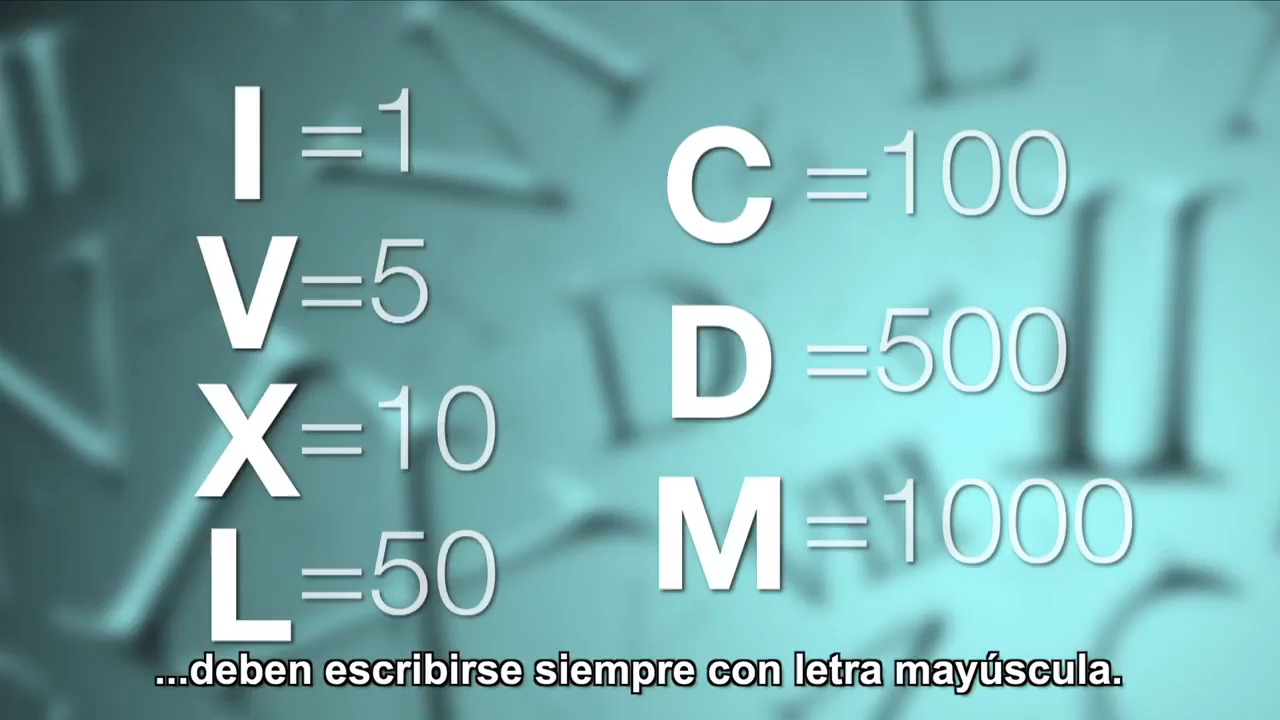 I =1
V =5
X =10
L =50
C =100
D =500
M =1000
...deben escribirse siempre con letra mayúscula.